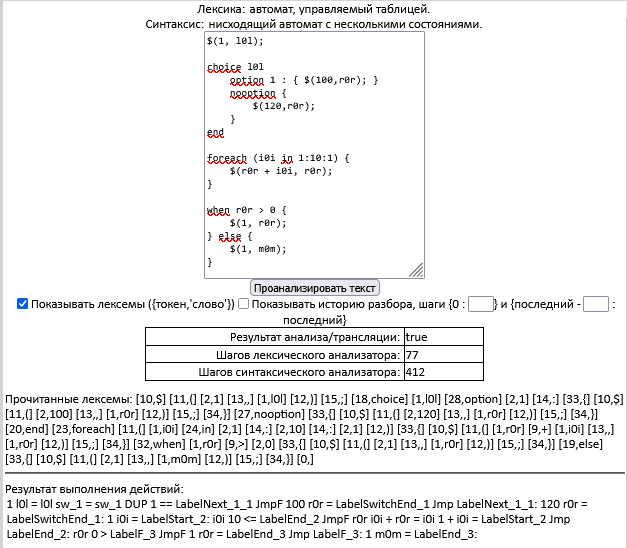 Лексика: автомат, управляемый таблицей.
Синтаксис: нисходящий автомат с несколькими состояниями.
$(1, l0l);
choice l0l
option 1 : { $(100,r0r); }
nooption {
$(120,r0r);
}
end
foreach (i0i in 1:10:1) {
$(r0r + i0i, r0r);
}
when r0r > 0 {
$(1, r0r);
} else {
$(1, m0m);
}
Проанализировать текст
Показывать лексемы ({токен,'слово'}) Показывать историю разбора, шаги {0 : } и {последний - :
последний}
Результат анализа/трансляции: true
Шагов лексического анализатора: 77
Шагов синтаксического анализатора: 412
Прочитанные лексемы: [10,$] [11,(] [2,1] [13,,] [1,l0l] [12,)] [15,;] [18,choice] [1,l0l] [28,option] [2,1] [14,:] [33,{] [10,$]
[11,(] [2,100] [13,,] [1,r0r] [12,)] [15,;] [34,}] [27,nooption] [33,{] [10,$] [11,(] [2,120] [13,,] [1,r0r] [12,)] [15,;] [34,}]
[20,end] [23,foreach] [11,(] [1,i0i] [24,in] [2,1] [14,:] [2,10] [14,:] [2,1] [12,)] [33,{] [10,$] [11,(] [1,r0r] [9,+] [1,i0i] [13,,]
[1,r0r] [12,)] [15,;] [34,}] [32,when] [1,r0r] [9,>] [2,0] [33,{] [10,$] [11,(] [2,1] [13,,] [1,r0r] [12,)] [15,;] [34,}] [19,else]
[33,{] [10,$] [11,(] [2,1] [13,,] [1,m0m] [12,)] [15,;] [34,}] [0,]
Результат выполнения действий:
1 l0l = l0l sw_1 = sw_1 DUP 1 == LabelNext_1_1 JmpF 100 r0r = LabelSwitchEnd_1 Jmp LabelNext_1_1: 120 r0r =
LabelSwitchEnd_1: 1 i0i = LabelStart_2: i0i 10 <= LabelEnd_2 JmpF r0r i0i + r0r = i0i 1 + i0i = LabelStart_2 Jmp
LabelEnd_2: r0r 0 > LabelF_3 JmpF 1 r0r = LabelEnd_3 Jmp LabelF_3: 1 m0m = LabelEnd_3: